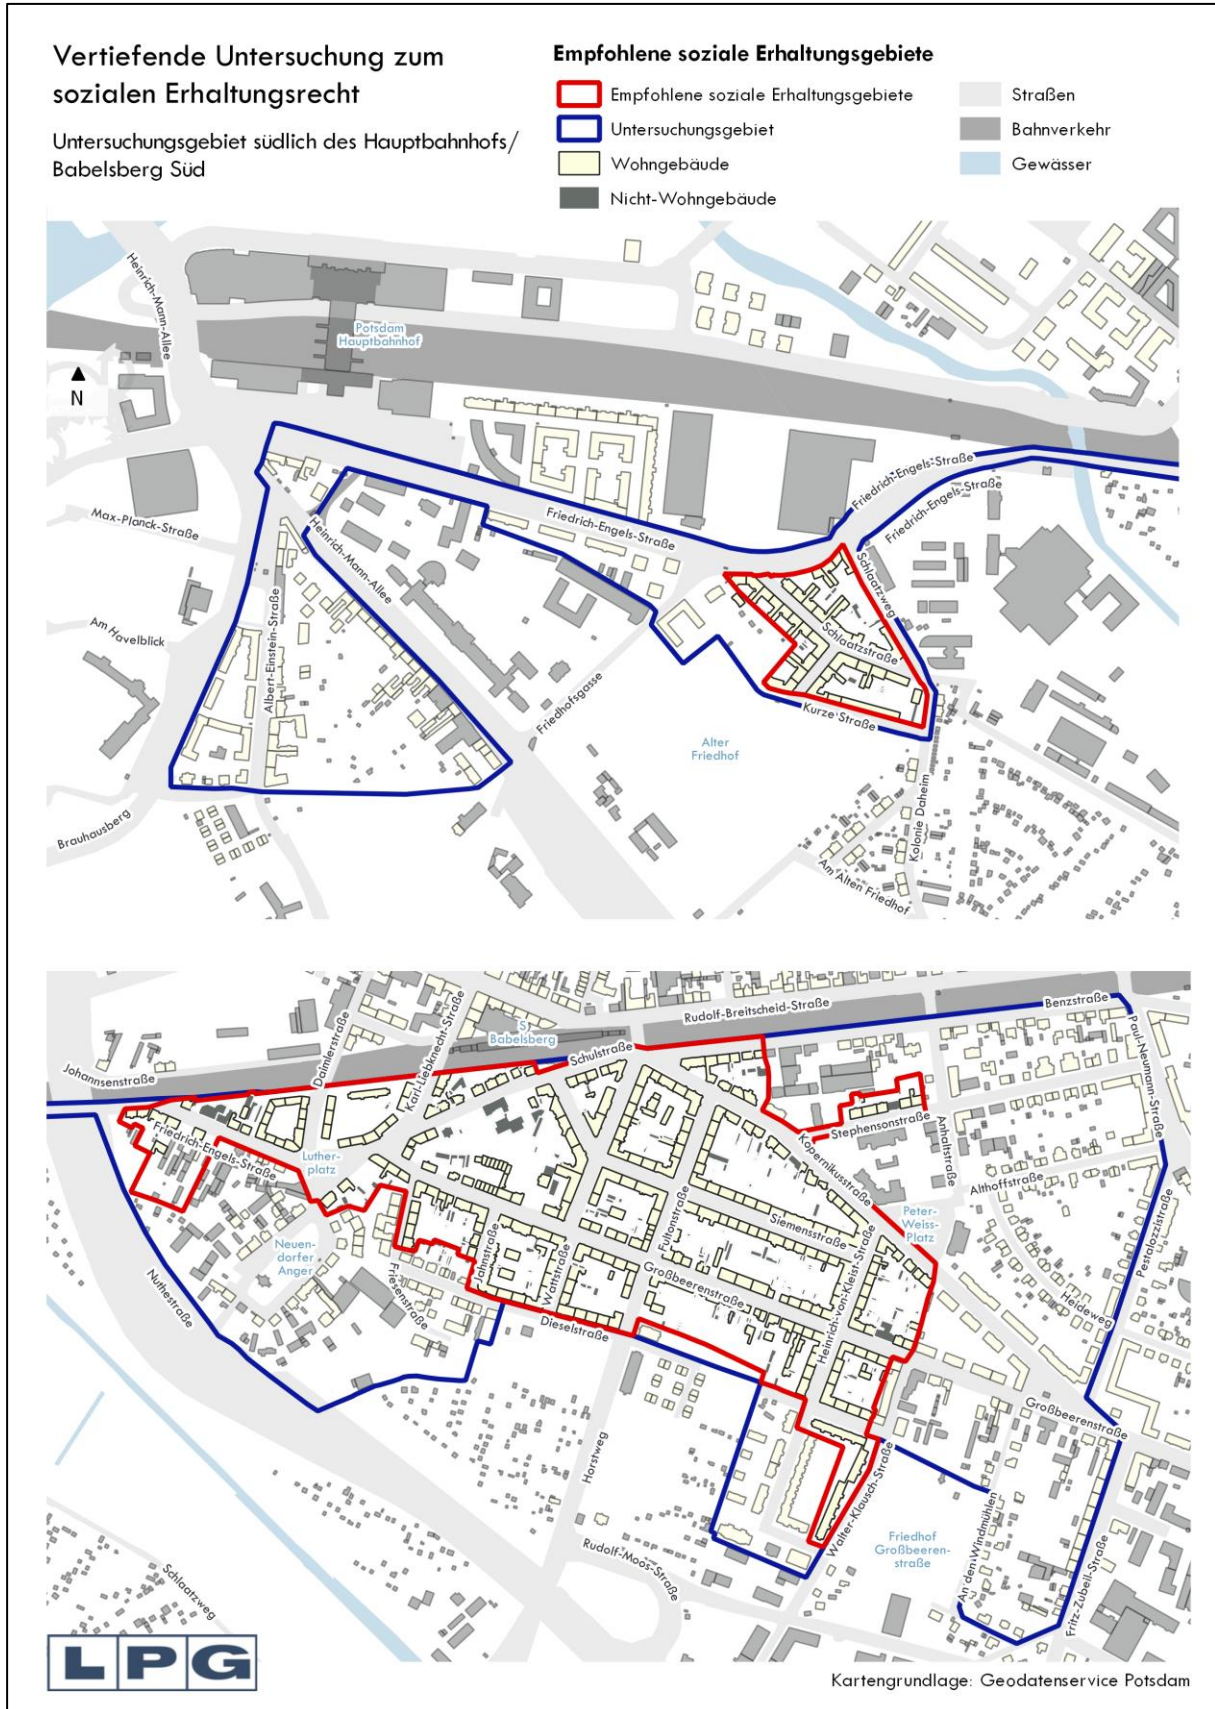 Vertiefende Untersuchung zum
sozialen Erhaltungsrecht
Untersuchungsgebiet südlich des Hauptbahnhofs/
Babelsberg Süd
Empfohlene soziale Erhaltungsgebiete
Empfohlene soziale Erhaltungsgebiete
Untersuchungsgebiet
Wohngebäude
Nicht-Wohngebäude
Straßen
Bahnverkehr
Gewässer
Heinrich-Mann-Allee
Potsdam
Hauptbahnhof
N
Max-Planck-Straße
Am Havelblick
Albert-Einstein-Straße
Heinrich-Mann-Allee
Friedrich-Engels-Straße
Friedrich-Engels-Straße
Friedrich-Engels-Straße
Schlaatzweg
Schlaatzstraße
Kurze Straße
Friedhofsgasse
Alter
Friedhof
Brauhausberg
Kolonie Daheim
Am Alten Friedhof
Johannsenstraße
Daimlerstraße
Karl-Liebknecht-Straße
S Babelsberg
Schulstraße
Rudolf-Breitscheid-Straße
Benzstraße
Paul-Neumann-Straße
Friedrich-Engels-Straße
Luther-
platz
Stephensonstraße
Anhaltstraße
Kopernikusstraße
Althoffstraße
Pestalozzistraße
Neuen-
dorfer
Anger
Nuthestraße
Friesenstraße
Jahnstraße
Wattstraße
Fultonstraße
Siemensstraße
Großbeerenstraße
Heinrich-von-Kleist-Straße
Peter-
Weiss-
Platz
Heideweg
Dieselstraße
Horstweg
Großbeerenstraße
Walter-Klausch-Straße
Friedhof
Großbeeren-
straße
An den Windmühlen
Fritz-Zubeil-Straße
Rudolf-Moos-Straße
Schlaatzweg
LPG
Kartengrundlage: Geodatenservice Potsdam